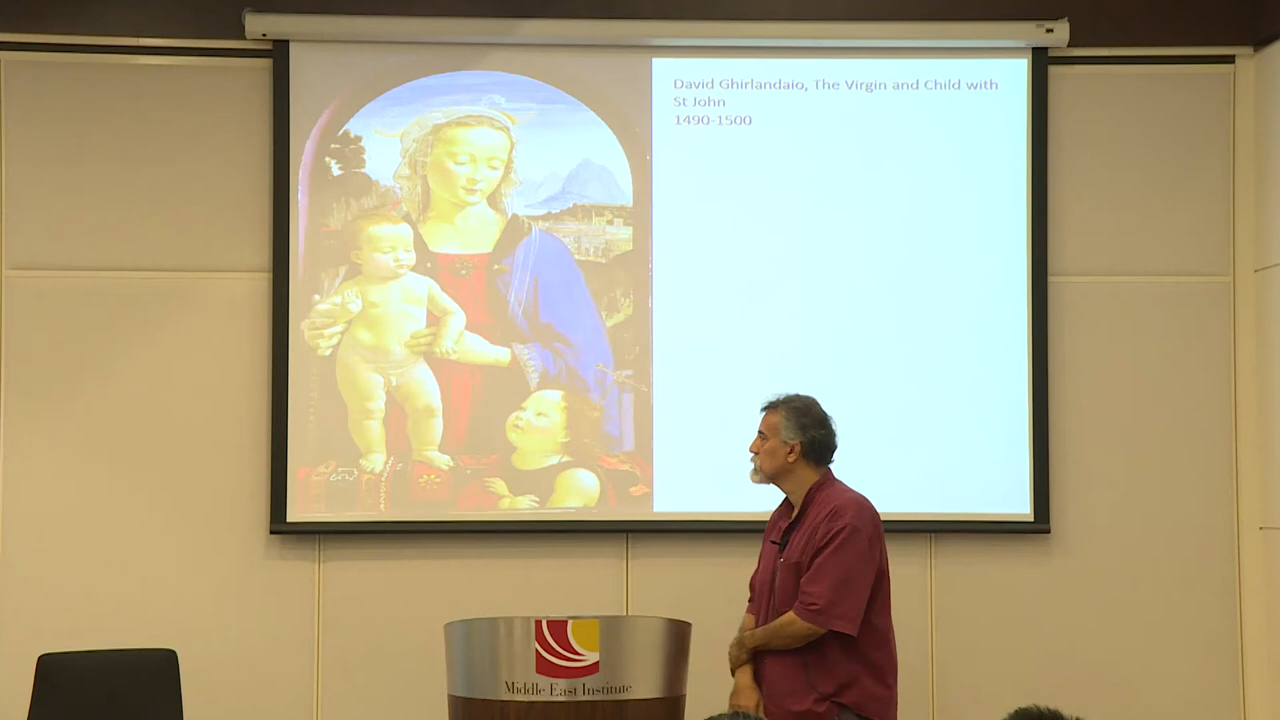 David Ghirlandaio, The Virgin and Child with
St John
1490-1500
Middle East Institute